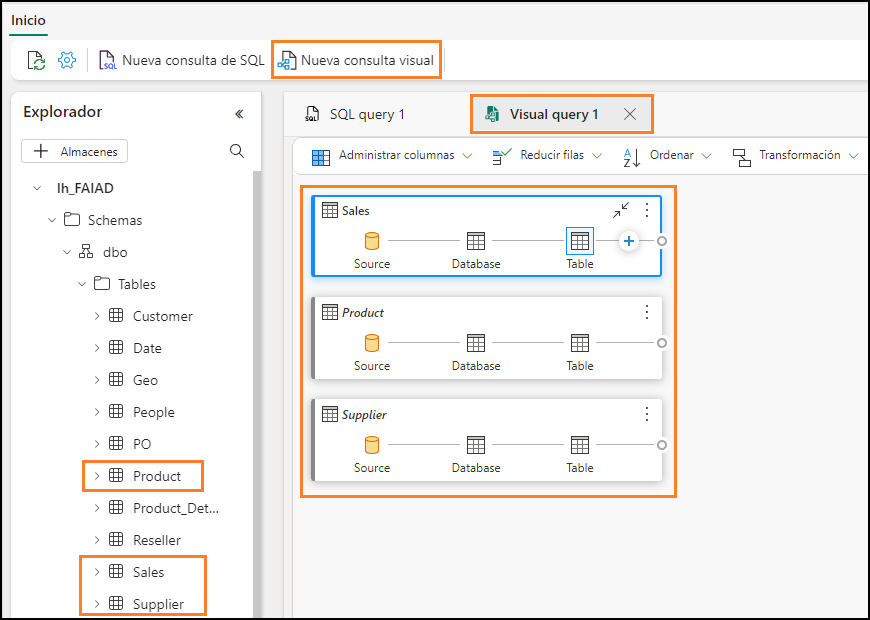 Inicio
Nueva consulta de SQL
Nueva consulta visual
Explorador
Almacenes
lh_FAIAD
Schemas
dbo
Tables
Customer
Date
Geo
People
PO
Product
Product_Det...
Reseller
Sales
Supplier
SQL query 1
Visual query 1
Administrar columnas
Reducir filas
Ordenar
Transformación
Sales
Source Database Table
Product
Source Database Table
Supplier
Source Database Table